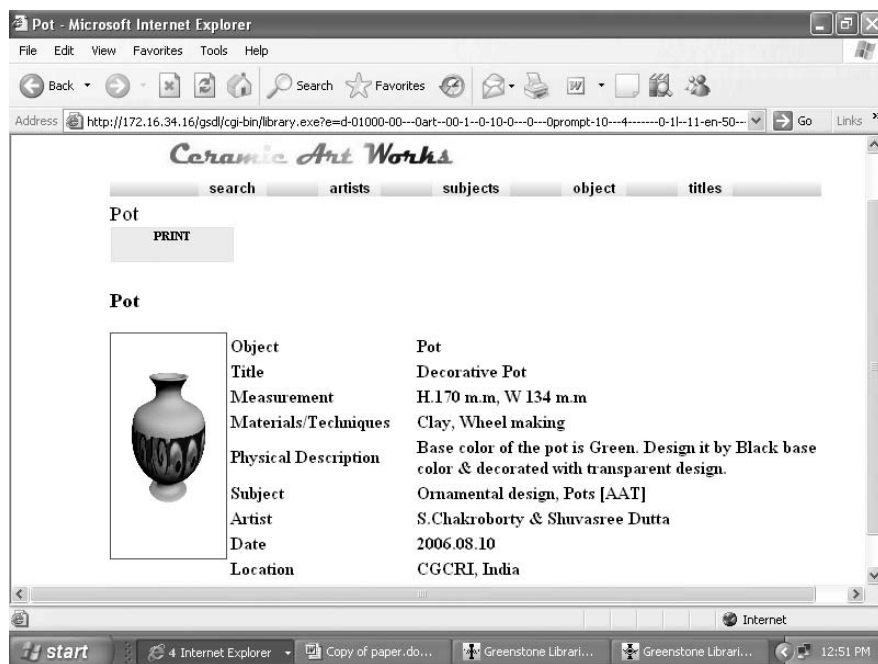 Pot - Microsoft Internet Explorer
File Edit View Favorites Tools Help
Back Search Favorites
Address http://172.16.34.16/gsdl/cgi-bin/library.exe?e=d-01000-00---0art--00-1--0-10-0---0---0prompt-10---4-------0-1l--11-en-50-- Go Links »
Ceramic Art Works
search artists subjects object titles
Pot
PRINT
Pot
Object Pot
Title Decorative Pot
Measurement H.170 m.m, W 134 m.m
Materials/Techniques Clay, Wheel making
Physical Description Base color of the pot is Green. Design it by Black base
color & decorated with transparent design.
Subject Ornamental design, Pots [AAT]
Artist S.Chakroborty & Shuvasree Dutta
Date 2006.08.10
Location CGCRI, India
Internet
start 4 Internet Explorer Copy of paper.do... Greenstone Librari... Greenstone Librari... 12:51 PM